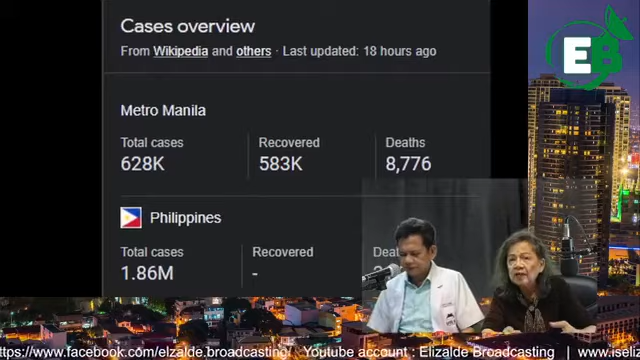 Cases overview
From Wikipedia and others · Last updated: 18 hours ago
EB
Metro Manila
Total cases Recovered Deaths
628K 583K 8,776
Philippines
Total cases Recovered
1.86M -
ttps://www.facebook.com/elzalde.broadcasting Youtube account : Elizalde Broadcasting |